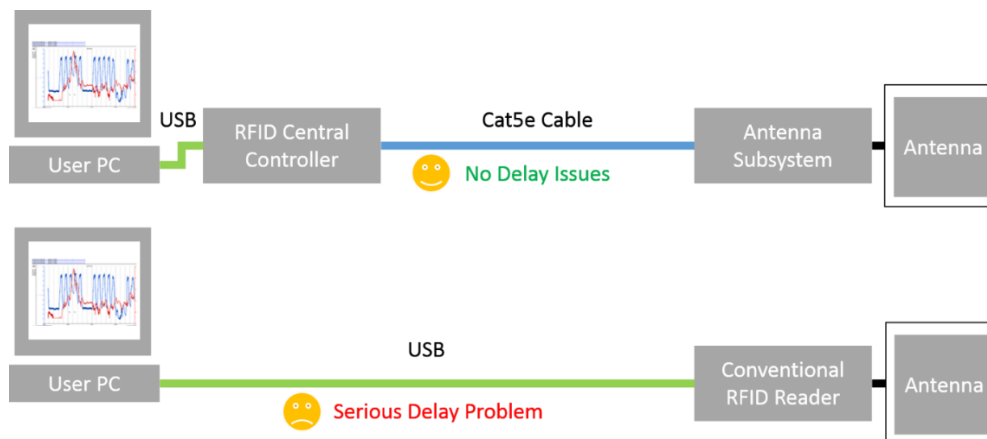 USB
User PC
RFID Central
Controller
Cat5e Cable
No Delay Issues
Antenna
Subsystem
Antenna
USB
User PC
Serious Delay Problem
Conventional
RFID Reader
Antenna